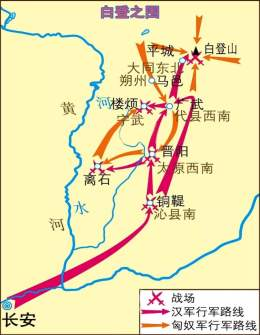 白登之围
平城
白登山
大同东北
朔州
马邑
黄
河
楼烦
广武
宁武
代县西南
晋阳
太原西南
离石
铜鞮
沁县南
河
水
长安
战场
汉军行军路线
匈奴军行军路线